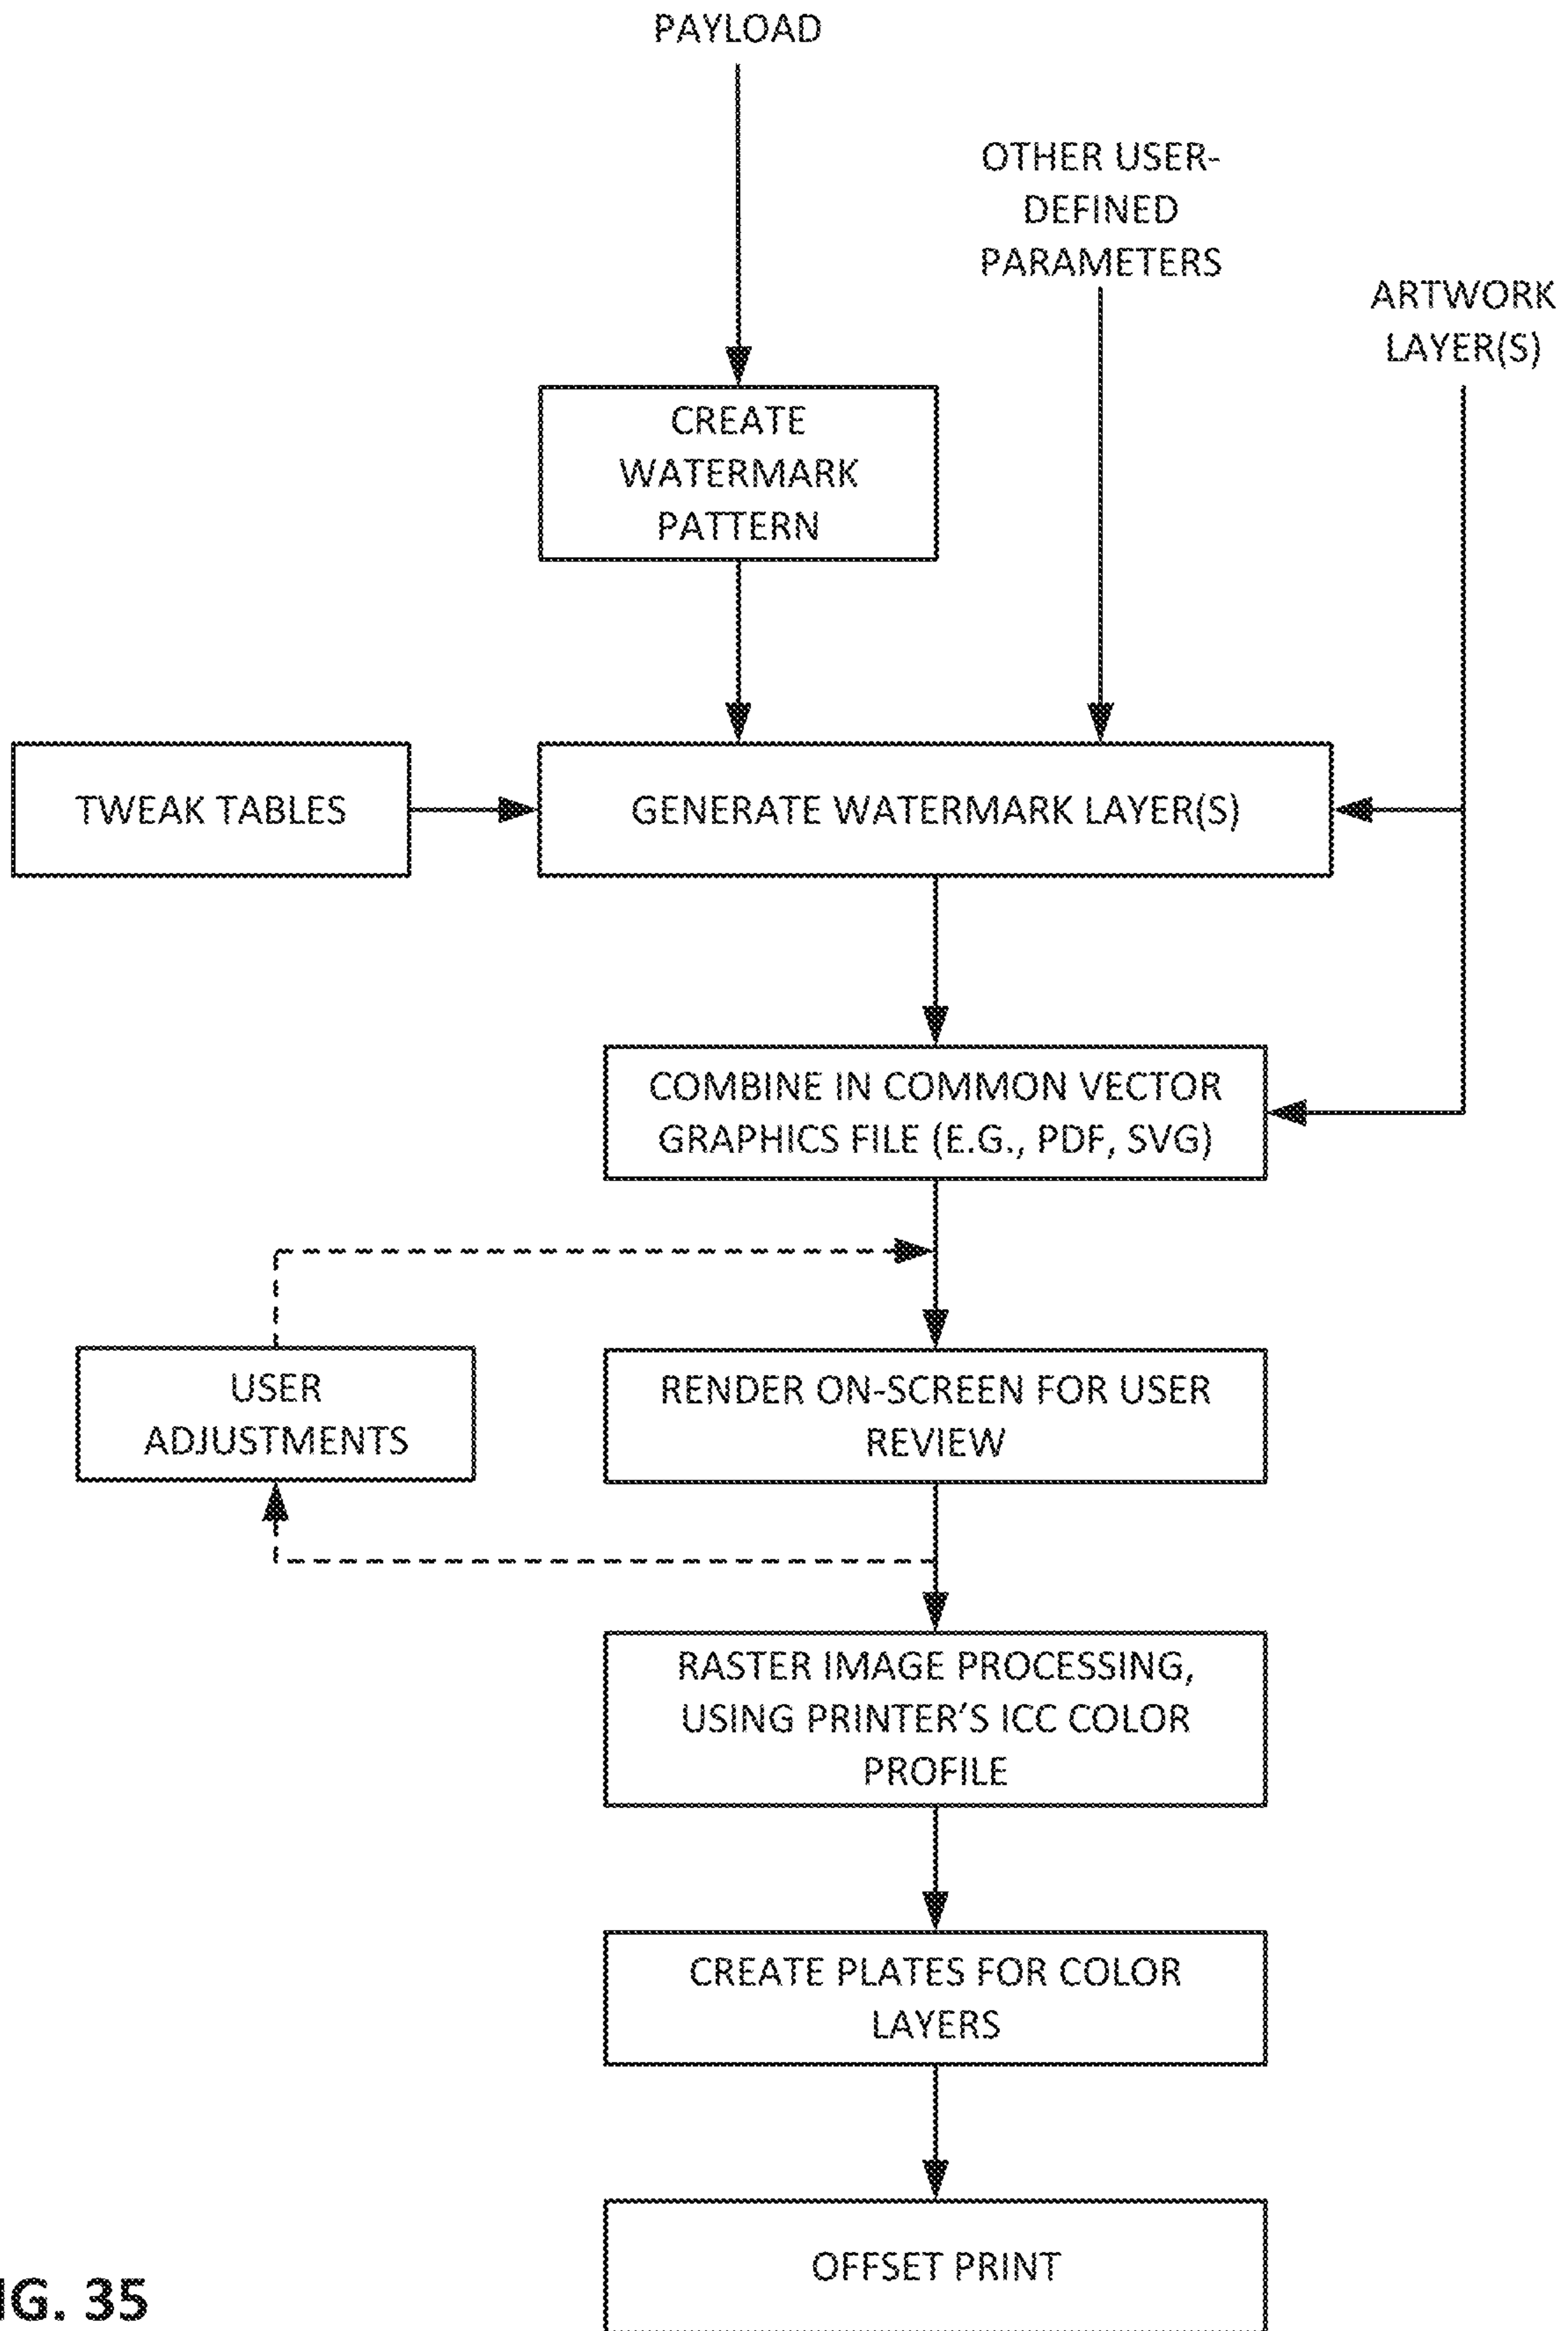 PAYLOAD
OTHER USER-
DEFINED
PARAMETERS
ARTWORK
LAYER(S)
CREATE
WATERMARK
PATTERN
TWEAK TABLES
GENERATE WATERMARK LAYER(S)
COMBINE IN COMMON VECTOR
GRAPHICS FILE (E.G., PDF, SVG)
USER
ADJUSTMENTS
RENDER ON-SCREEN FOR USER
REVIEW
RASTER IMAGE PROCESSING,
USING PRINTER'S ICC COLOR
PROFILE
CREATE PLATES FOR COLOR
LAYERS
OFFSET PRINT
IG. 35